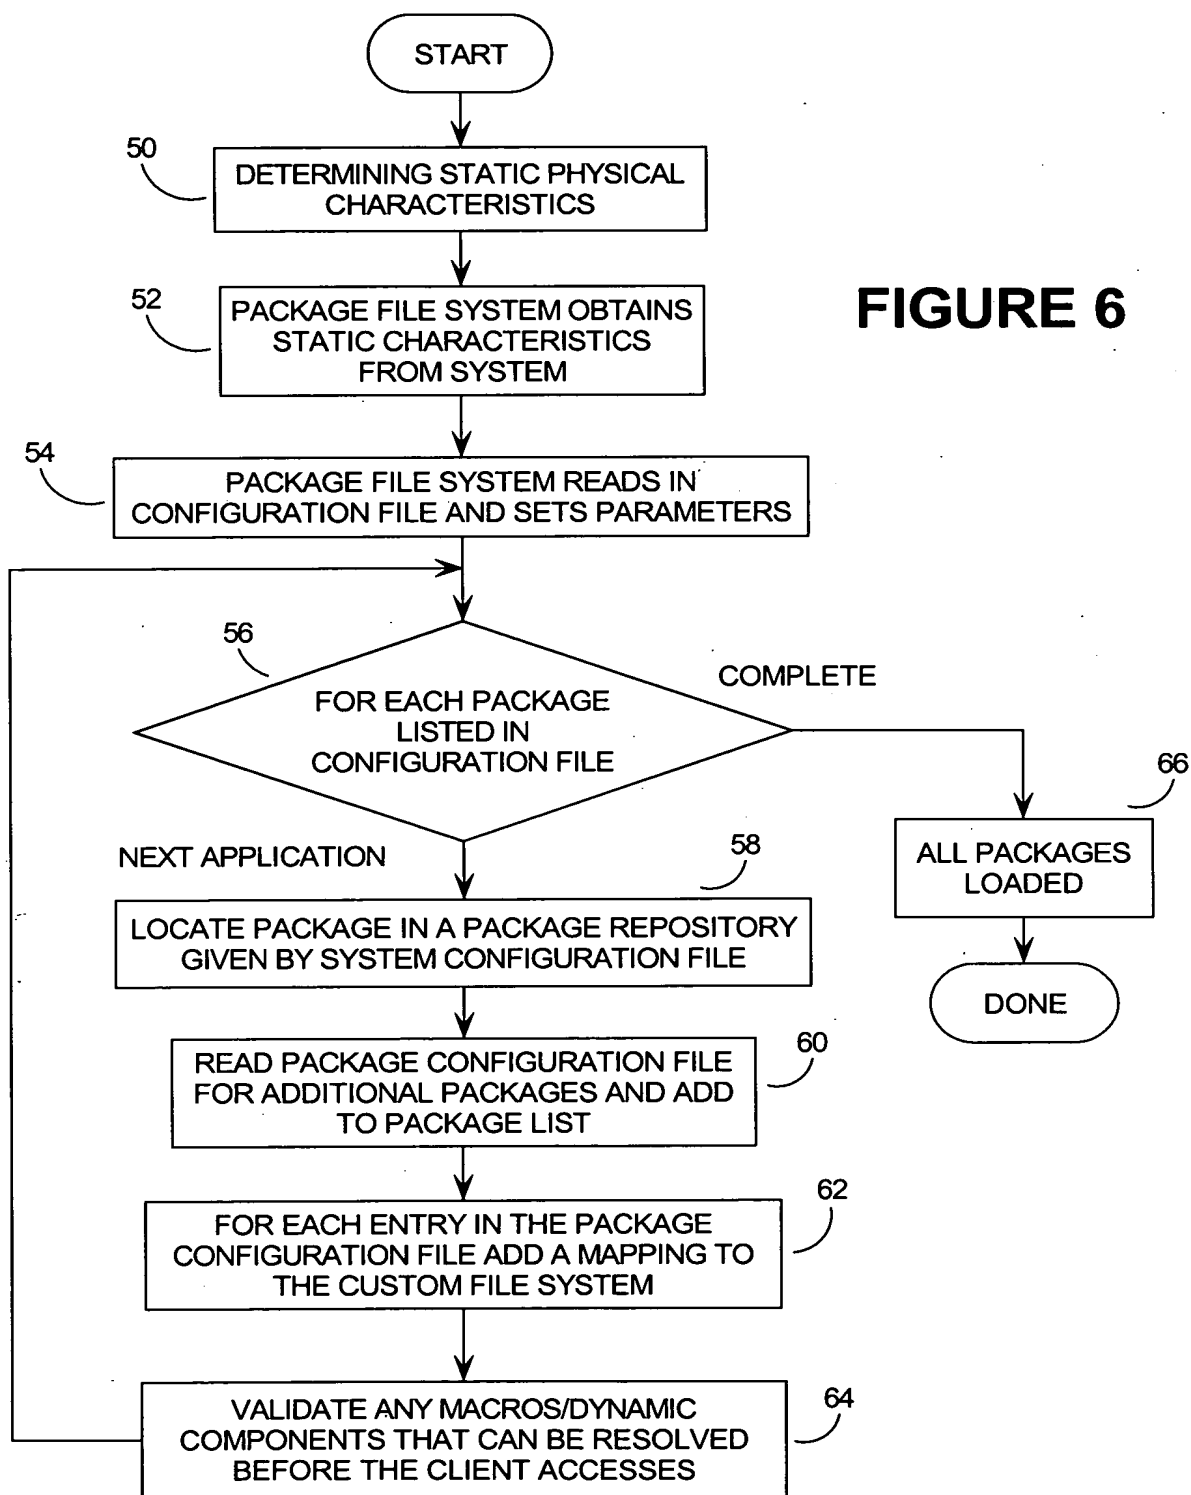 START
50
DETERMINING STATIC PHYSICAL
CHARACTERISTICS
52
PACKAGE FILE SYSTEM OBTAINS
STATIC CHARACTERISTICS
FROM SYSTEM
FIGURE 6
54
PACKAGE FILE SYSTEM READS IN
CONFIGURATION FILE AND SETS PARAMETERS
56
FOR EACH PACKAGE
LISTED IN
CONFIGURATION FILE
COMPLETE
66
ALL PACKAGES
LOADED
DONE
NEXT APPLICATION
58
LOCATE PACKAGE IN A PACKAGE REPOSITORY
GIVEN BY SYSTEM CONFIGURATION FILE
60
READ PACKAGE CONFIGURATION FILE
FOR ADDITIONAL PACKAGES AND ADD
TO PACKAGE LIST
62
FOR EACH ENTRY IN THE PACKAGE
CONFIGURATION FILE ADD A MAPPING TO
THE CUSTOM FILE SYSTEM
64
VALIDATE ANY MACROS/DYNAMIC
COMPONENTS THAT CAN BE RESOLVED
BEFORE THE CLIENT ACCESSES